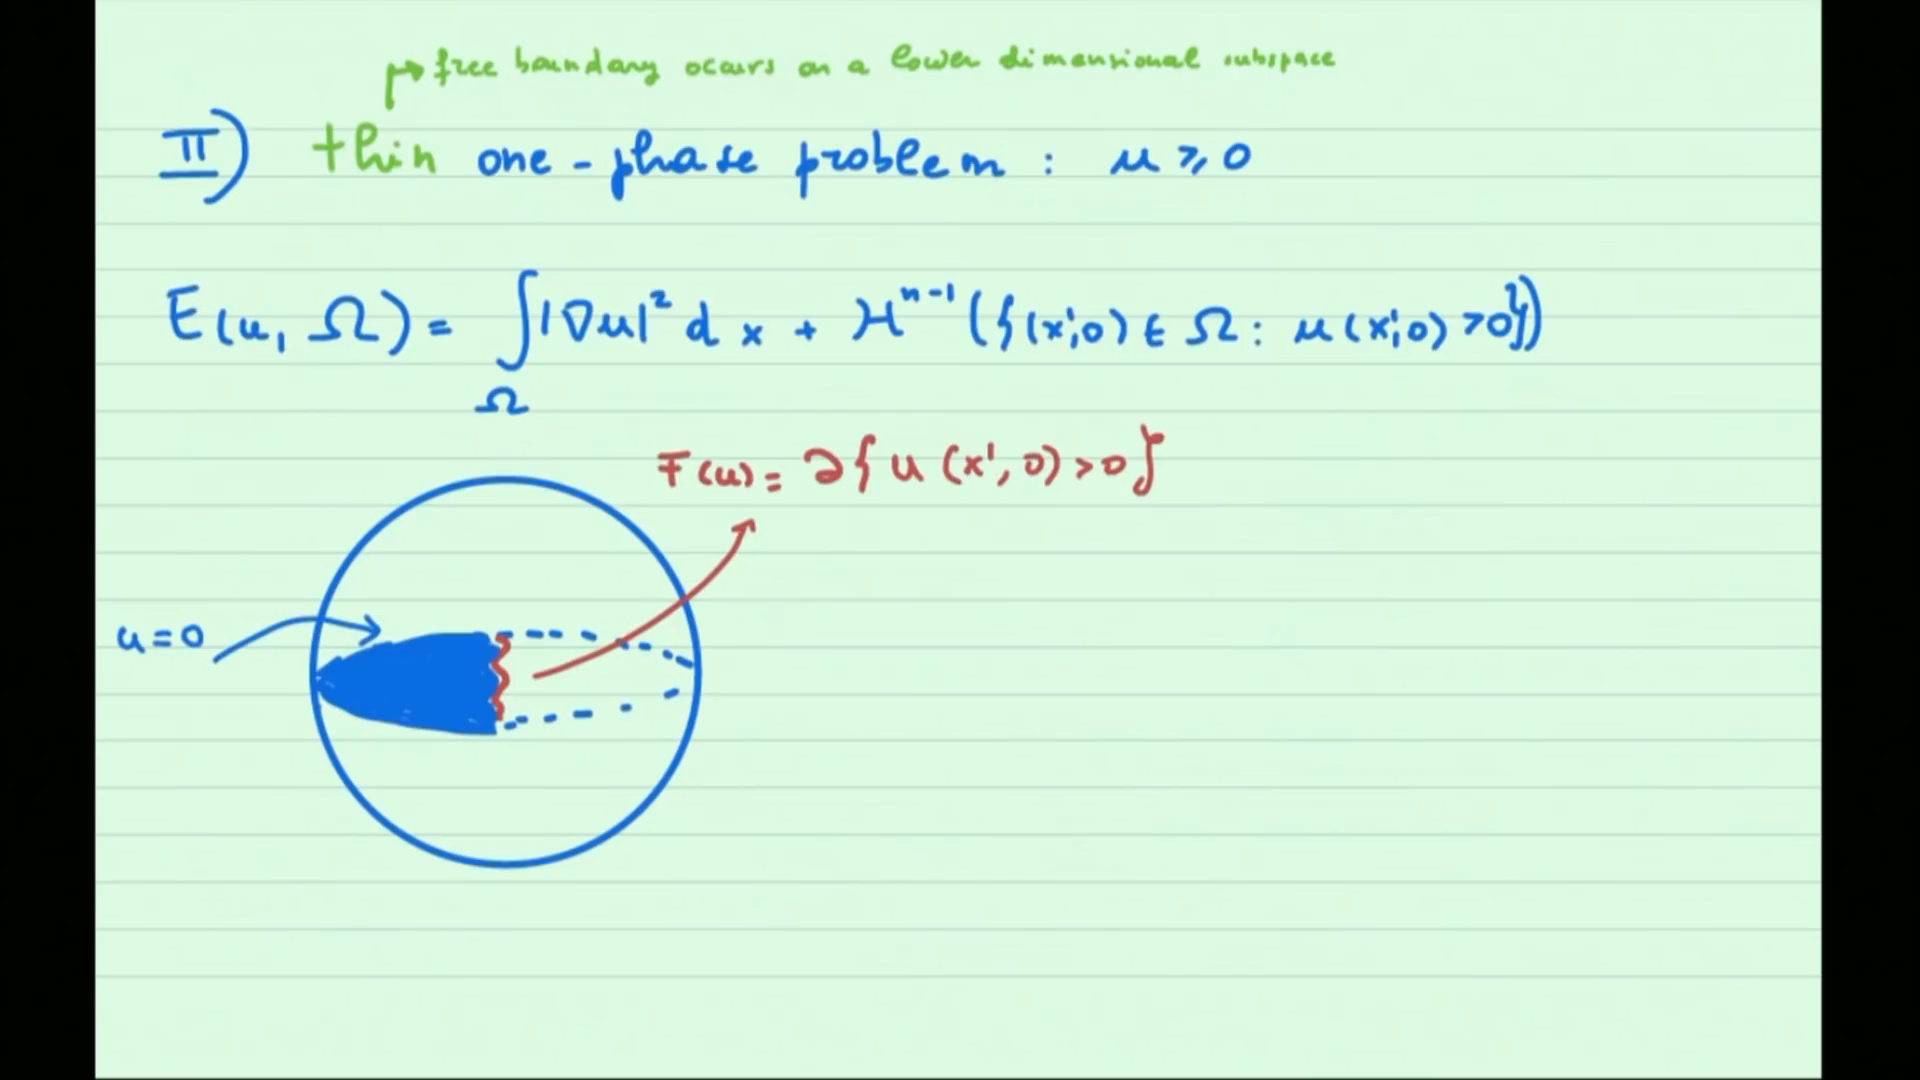 free boundary occurs on a lower dimensional subspace
II) thin one-phase problem : u ≥ 0
E(u, Ω) = ∫_Ω |∇u|² dx + H^{n-1}({(x',0) ∈ Ω : u(x',0) > 0})
F(u) = ∂{u(x',0) > 0}
u = 0